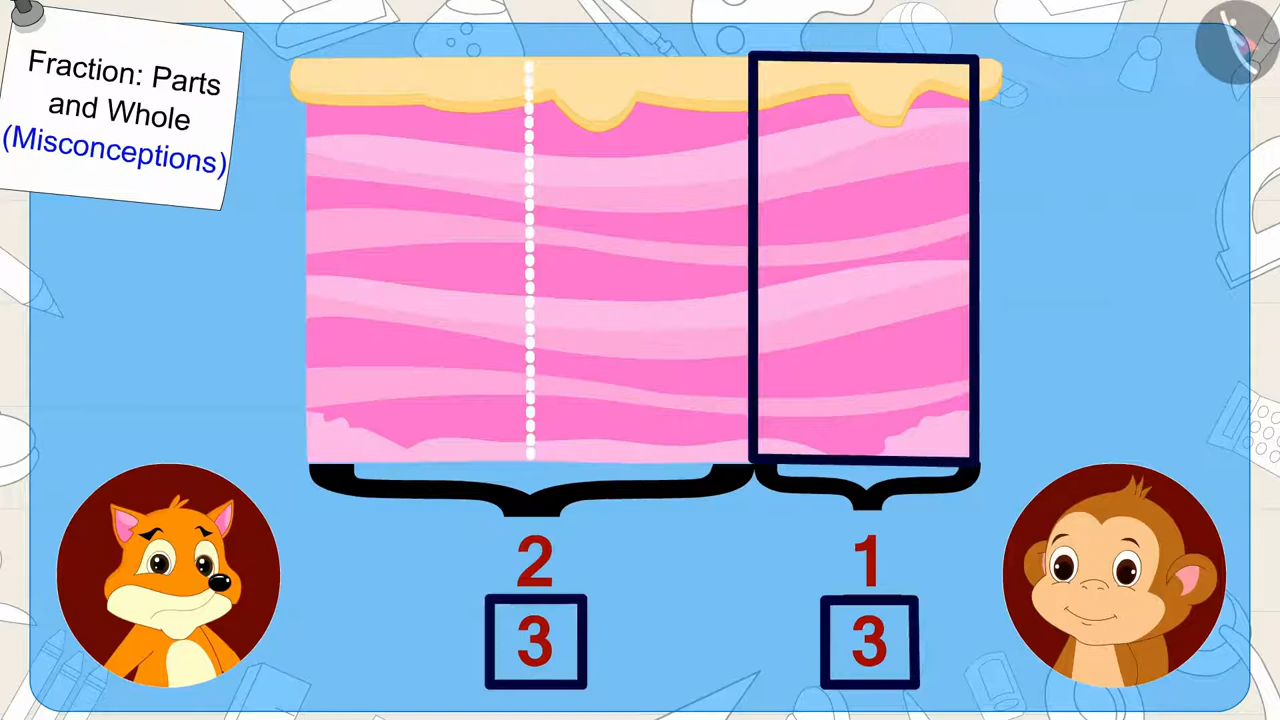 Fraction: Parts
and Whole
(Misconceptions)
2 1
3 3